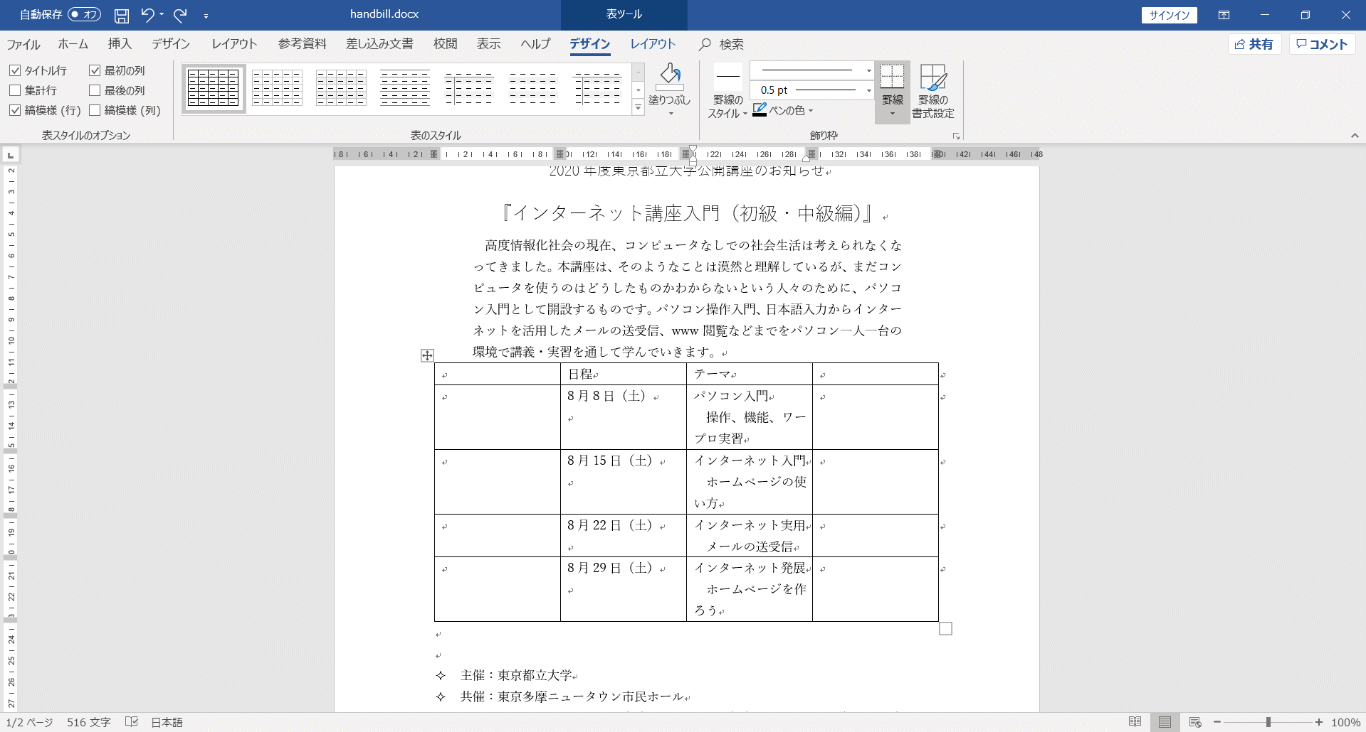 自動保存 オフ handbill.docx 表ツール サインイン
ファイル ホーム 挿入 デザイン レイアウト 参考資料 差し込み文書 校閲 表示 ヘルプ デザイン レイアウト 検索 共有 コメント
タイトル行 最初の列
集計行 最後の列
縞模様 (行) 縞模様 (列)
表スタイルのオプション
表のスタイル
塗りつぶし
罫線のスタイル
0.5 pt
ペンの色
罫線
罫線の書式設定
飾り枠
2020 年度東京都立大学公開講座のお知らせ
『インターネット講座入門（初級・中級編）』
高度情報化社会の現在、コンピュータなしでの社会生活は考えられなくな
ってきました。本講座は、そのようなことは漠然と理解しているが、まだコン
ピュータを使うのはどうしたものかわからないという人々のために、パソコ
ン入門として開設するものです。パソコン操作入門、日本語入力からインター
ネットを活用したメールの送受信、www 閲覧などまでをパソコン一人一台の
環境で講義・実習を通して学んでいきます。
日程 テーマ
8 月 8 日（土） パソコン入門
操作、機能、ワー
プロ実習
8 月 15 日（土） インターネット入門
ホームページの使
い方
8 月 22 日（土） インターネット実用
メールの送受信
8 月 29 日（土） インターネット発展
ホームページを作
ろう
主催：東京都立大学
共催：東京多摩ニュータウン市民ホール
1/2 ページ 516 文字 日本語 100%